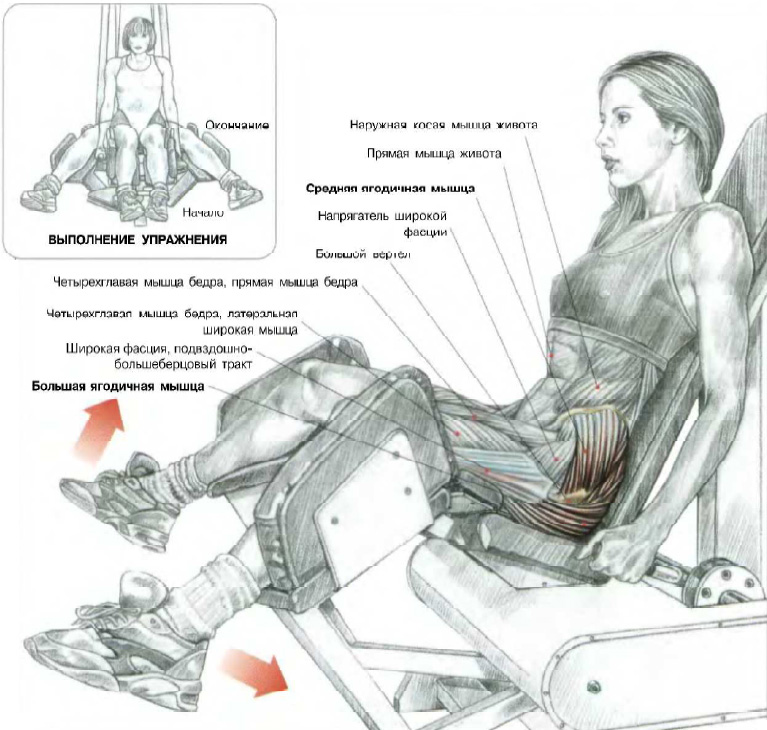 Окончание
Начало
ВЫПОЛНЕНИЕ УПРАЖНЕНИЯ
Наружная косая мышца живота
Прямая мышца живота
Средняя ягодичная мышца
Напрягатель широкой
фасции
Большой вертел
Четырехглавая мышца бедра, прямая мышца бедра
Четырехглавая мышца бедра, латеральная
широкая мышца
Широкая фасция, подвздошно-
большеберцовый тракт
Большая ягодичная мышца